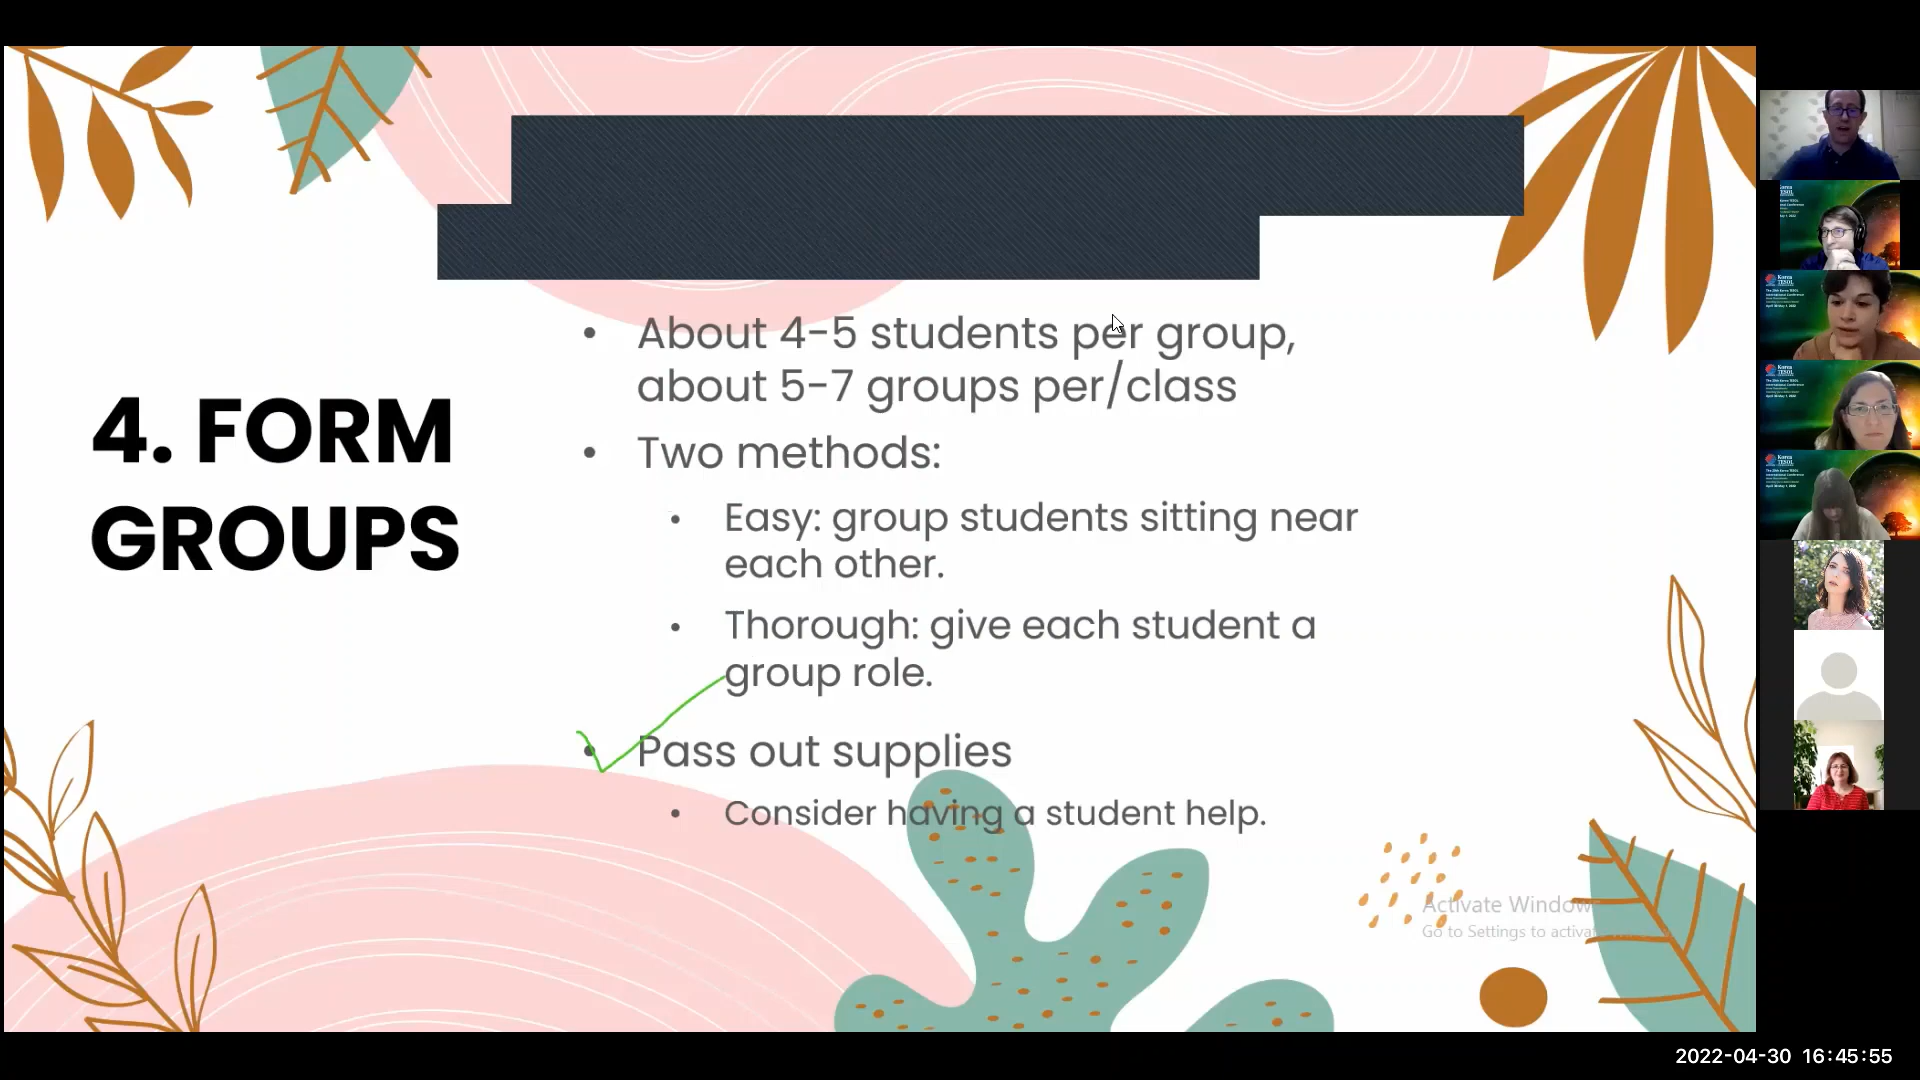 4. FORM
GROUPS
• About 4-5 students per group,
about 5-7 groups per/class
• Two methods:
• Easy: group students sitting near
each other.
• Thorough: give each student a
group role.
• Pass out supplies
• Consider having a student help.
Activate Windows
Go to Settings to activate Windows.
Korea
TESOL
2022-04-30 16:45:55